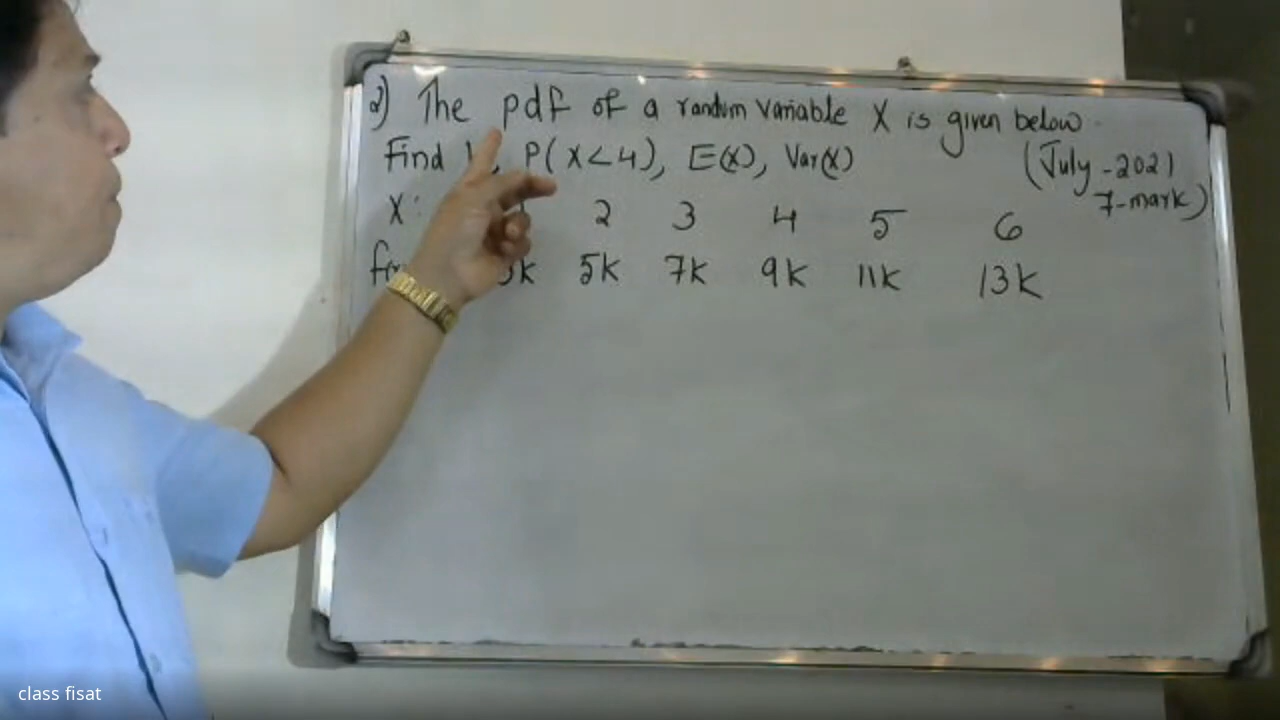 2) The pdf of a random variable X is given below.
Find , P(X<4), E(X), Var(X)
(July-2021
7-mark)
X: 2 3 4 5 6
5K 7K 9K 11K 13K
class fisat